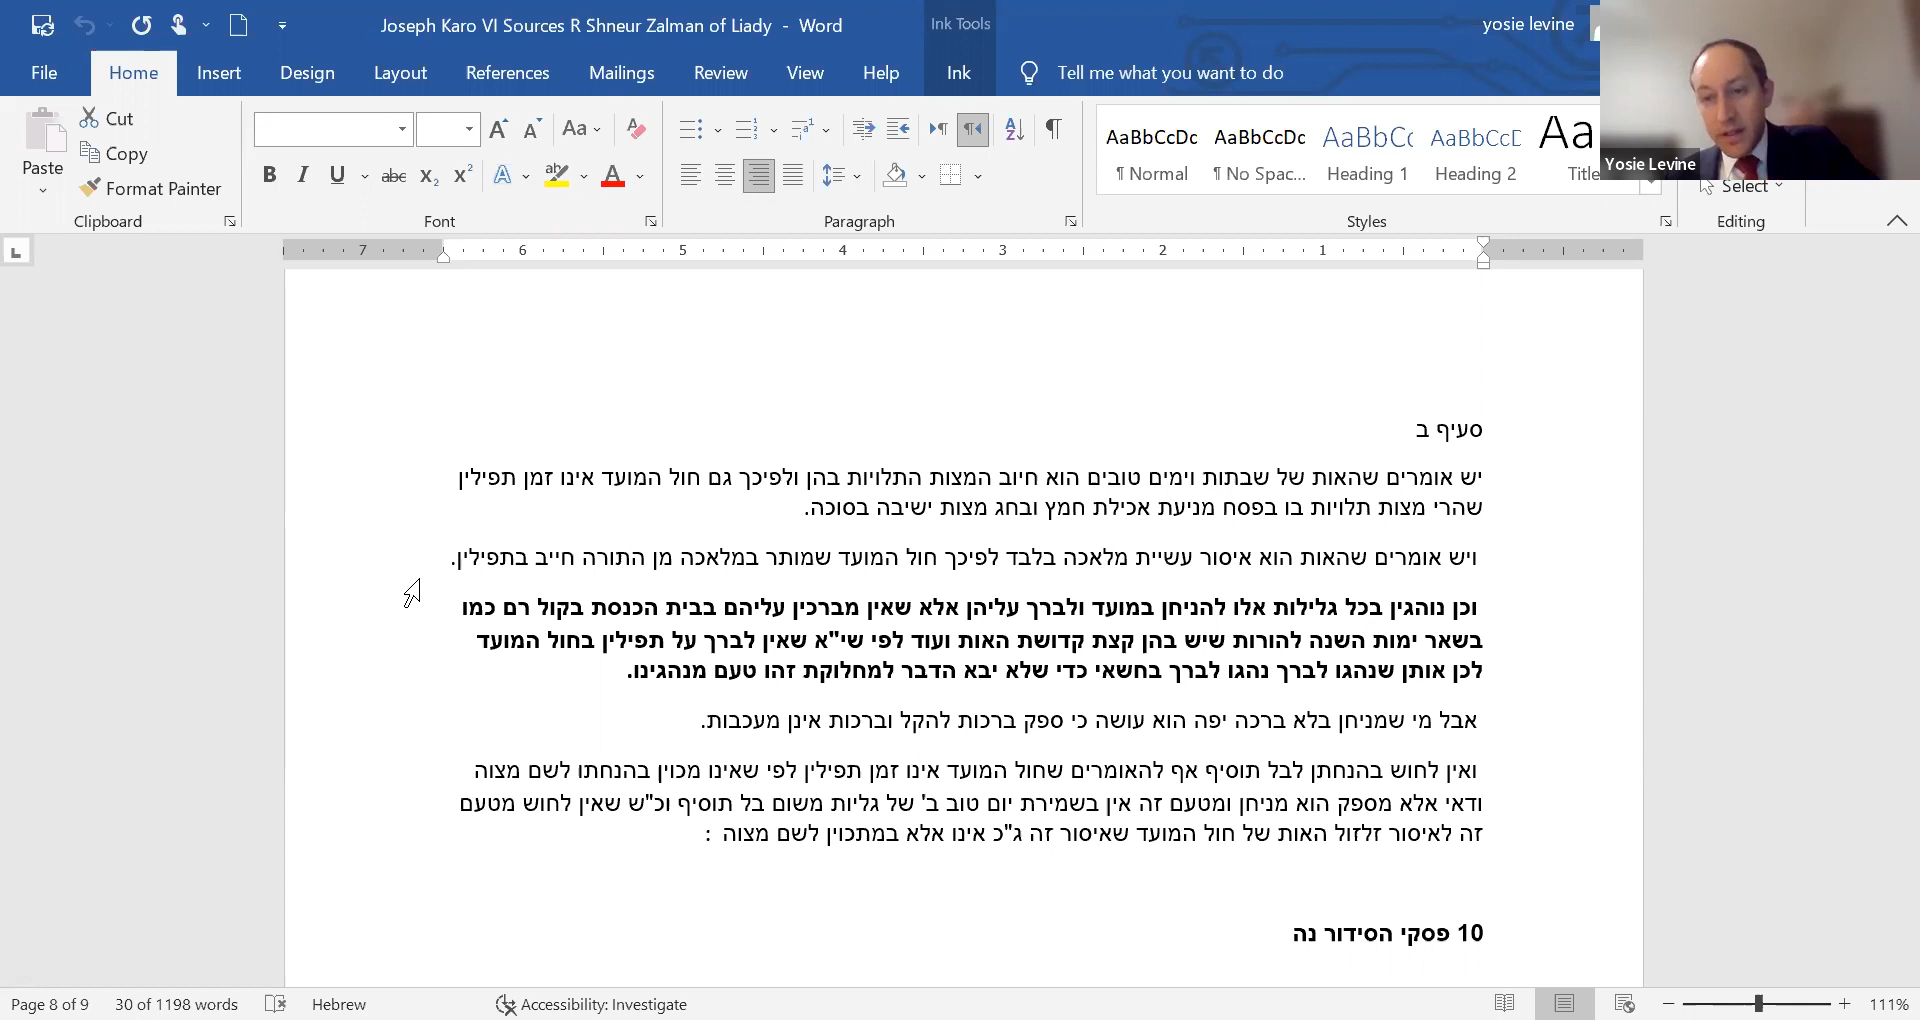 Joseph Karo VI Sources R Shneur Zalman of Liady - Word
Ink Tools
yosie levine
File Home Insert Design Layout References Mailings Review View Help Ink Tell me what you want to do
Paste
Cut
Copy
Format Painter
Clipboard
Font
Paragraph
AaBbCcDc AaBbCcDc AaBbCc AaBbCcD Aa
¶ Normal ¶ No Spac... Heading 1 Heading 2 Title
Styles
Select
Editing
Yosie Levine
7 6 5 4 3 2 1
סעיף ב
יש אומרים שהאות של שבתות וימים טובים הוא חיוב המצות התלויות בהן ולפיכך גם חול המועד אינו זמן תפילין
שהרי מצות תלויות בו בפסח מניעת אכילת חמץ ובחג מצות ישיבה בסוכה.
ויש אומרים שהאות הוא איסור עשיית מלאכה בלבד לפיכך חול המועד שמותר במלאכה מן התורה חייב בתפילין.
וכן נוהגין בכל גלילות אלו להניחן במועד ולברך עליהן אלא שאין מברכין עליהם בבית הכנסת בקול רם כמו
בשאר ימות השנה להורות שיש בהן קצת קדושת האות ועוד לפי שי"א שאין לברך על תפילין בחול המועד
לכן אותן שנהגו לברך נהגו לברך בחשאי כדי שלא יבא הדבר למחלוקת זהו טעם מנהגינו.
אבל מי שמניחן בלא ברכה יפה הוא עושה כי ספק ברכות להקל וברכות אינן מעכבות.
ואין לחוש בהנחתן לבל תוסיף אף להאומרים שחול המועד אינו זמן תפילין לפי שאינו מכוין בהנחתו לשם מצוה
ודאי אלא מספק הוא מניחן ומטעם זה אין בשמירת יום טוב ב' של גליות משום בל תוסיף וכ"ש שאין לחוש מטעם
זה לאיסור זלזול האות של חול המועד שאיסור זה ג"כ אינו אלא במתכוין לשם מצוה :
10 פסקי הסידור נה
Page 8 of 9 30 of 1198 words Hebrew Accessibility: Investigate 111%